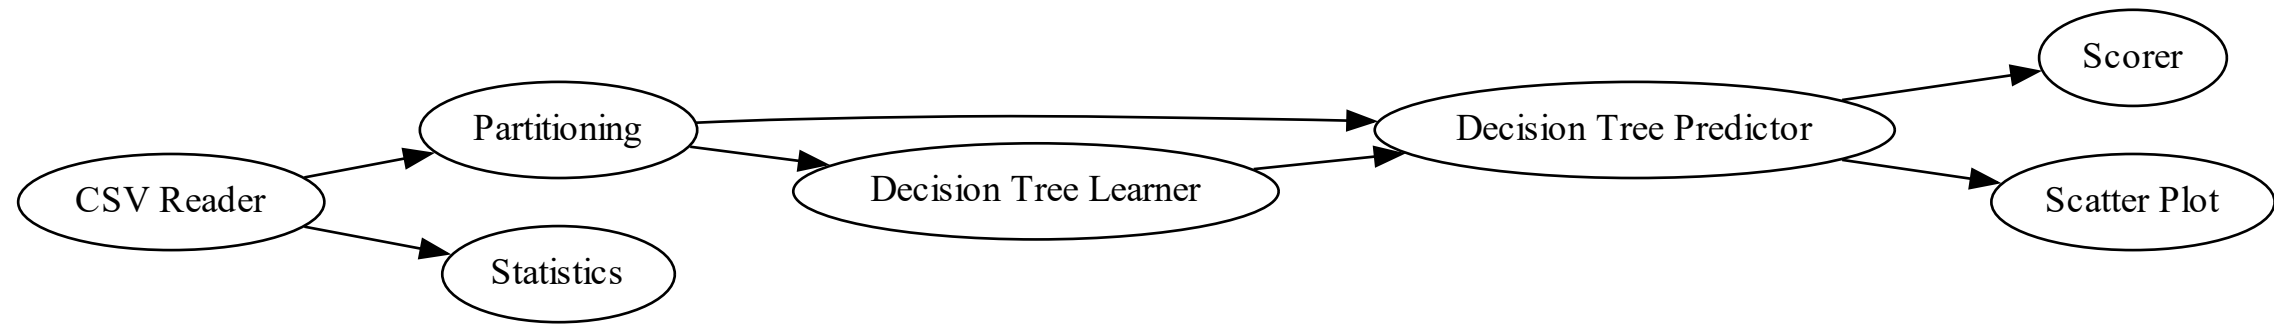 CSV Reader
Partitioning
Statistics
Decision Tree Learner
Decision Tree Predictor
Scorer
Scatter Plot